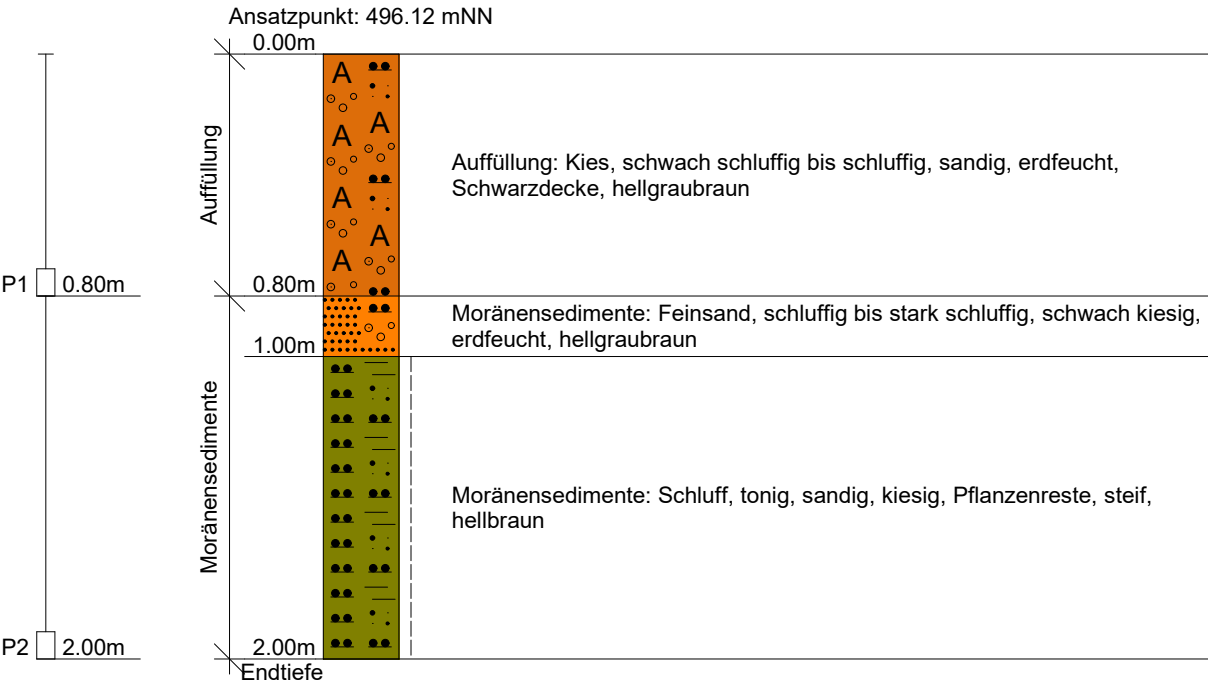 Ansatzpunkt: 496.12 mNN
0.00m
Auffüllung
A
A
A
A
A
A
Auffüllung: Kies, schwach schluffig bis schluffig, sandig, erdfeucht,
Schwarzdecke, hellgraubraun
P1 0.80m
0.80m
Moränensedimente: Feinsand, schluffig bis stark schluffig, schwach kiesig,
erdfeucht, hellgraubraun
1.00m
Moränensedimente
Moränensedimente: Schluff, tonig, sandig, kiesig, Pflanzenreste, steif,
hellbraun
P2 2.00m
2.00m
Endtiefe